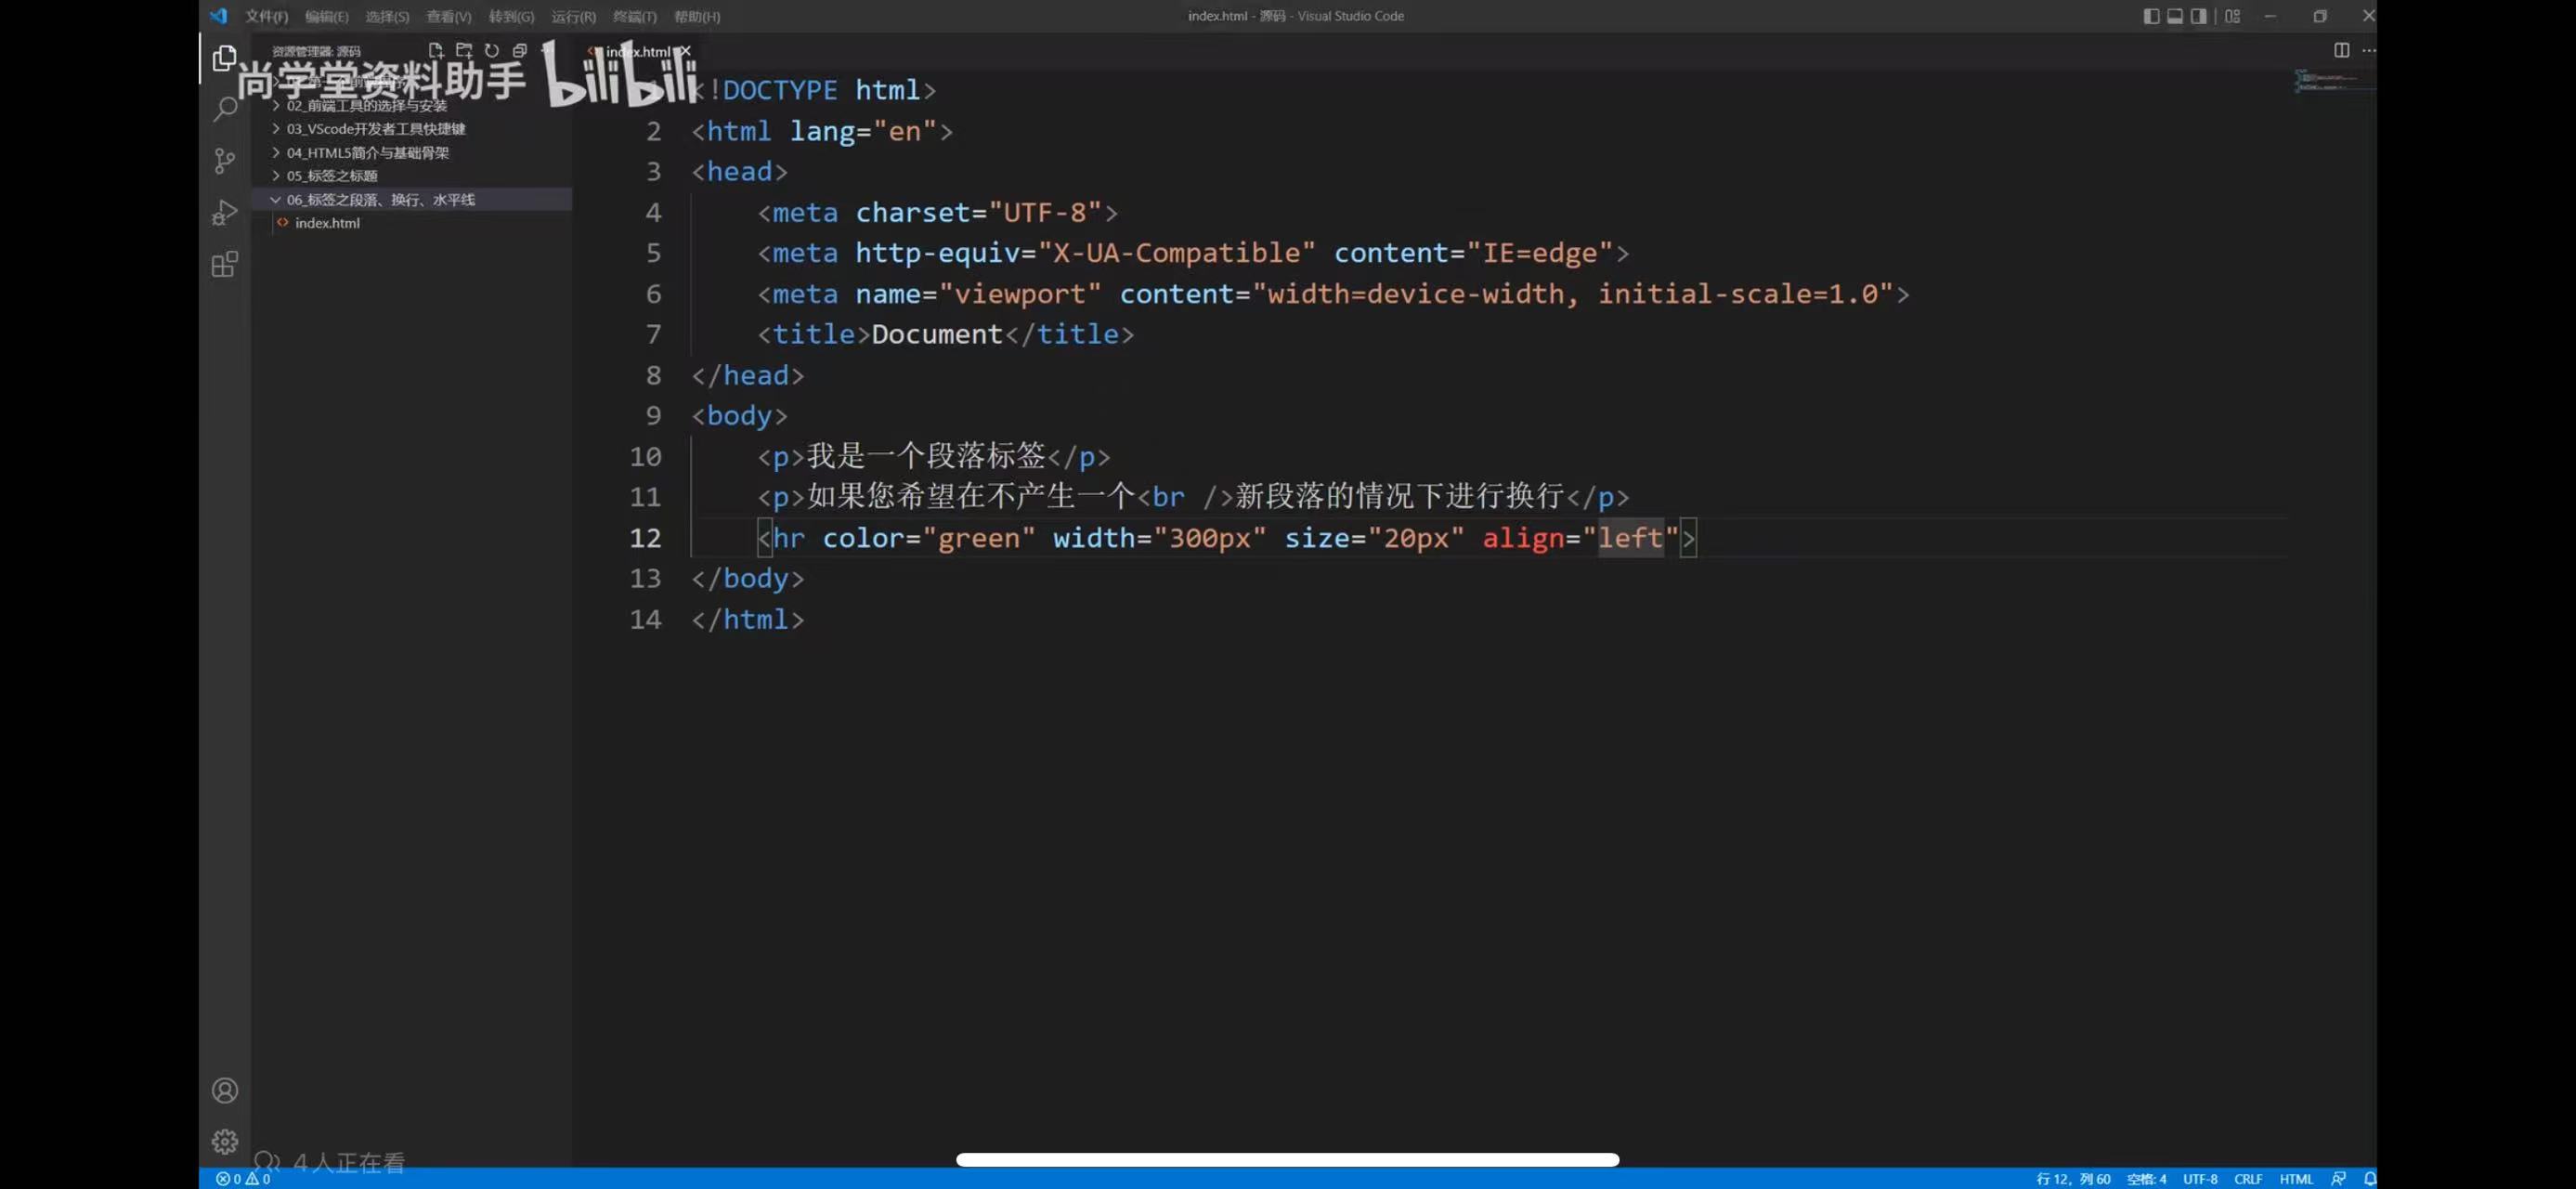 文件(F) 编辑(E) 选择(S) 查看(V) 转到(G) 运行(R) 终端(T) 帮助(H)
index.html - 源码 - Visual Studio Code
资源管理器: 源码
index.html
尚学堂资料助手 bilibili
02_前端工具的选择与安装
03_VScode开发者工具快捷键
04_HTML5简介与基础骨架
05_标签之标题
06_标签之段落、换行、水平线
index.html
<!DOCTYPE html>
2 <html lang="en">
3 <head>
4 <meta charset="UTF-8">
5 <meta http-equiv="X-UA-Compatible" content="IE=edge">
6 <meta name="viewport" content="width=device-width, initial-scale=1.0">
7 <title>Document</title>
8 </head>
9 <body>
10 <p>我是一个段落标签</p>
11 <p>如果您希望在不产生一个<br />新段落的情况下进行换行</p>
12 <hr color="green" width="300px" size="20px" align="left">
13 </body>
14 </html>
4人正在看
0 0
行 12，列 60 空格: 4 UTF-8 CRLF HTML